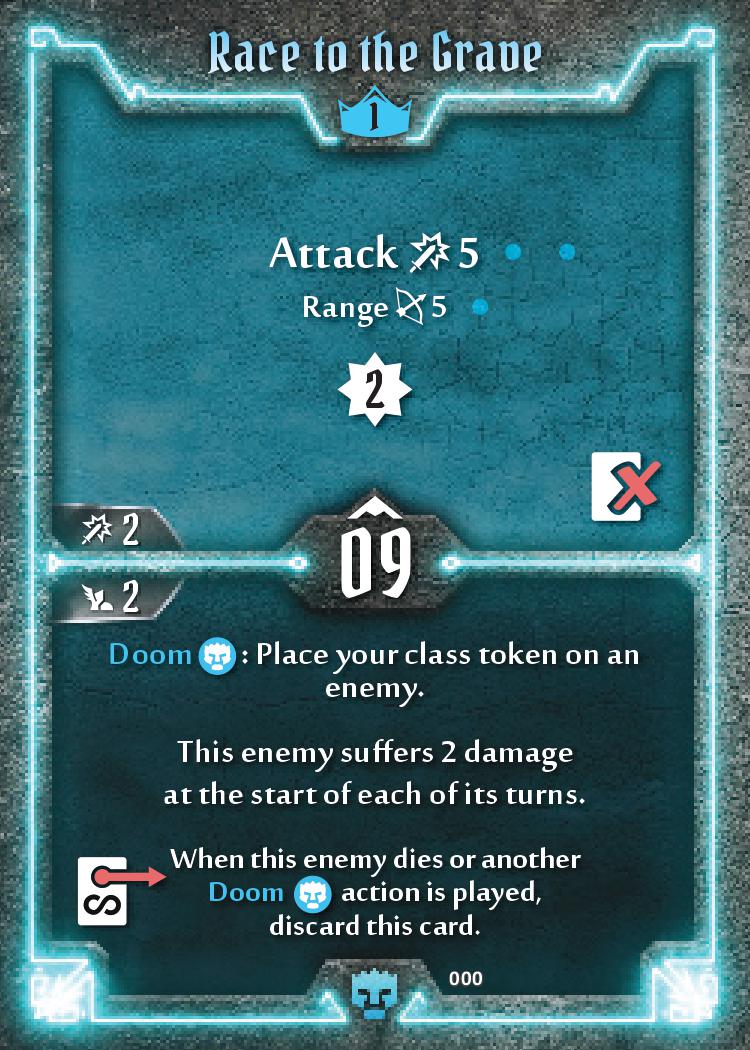 Race to the Grave
1
Attack 5
Range 5
2
2
09
2
Doom : Place your class token on an
enemy.
This enemy suffers 2 damage
at the start of each of its turns.
When this enemy dies or another
Doom action is played,
discard this card.
000